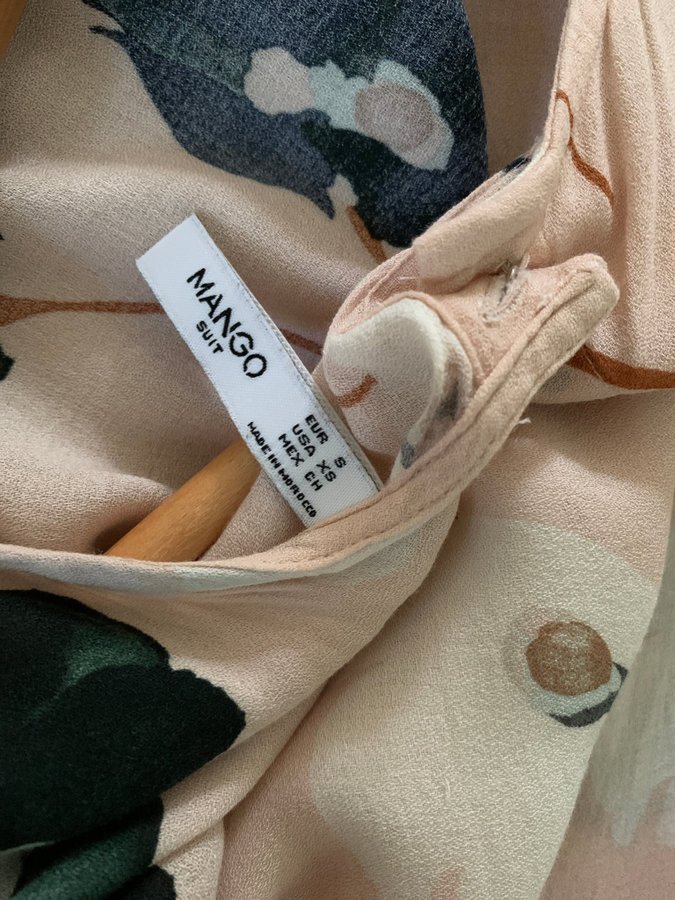 MANGO
SUIT
EUR S
USA XS
MEX CH
MADE IN MOROCCO